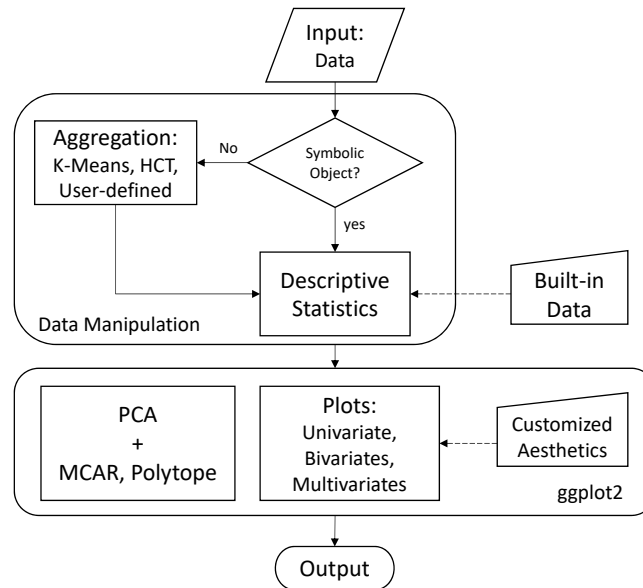 Input:
Data
Aggregation:
K-Means, HCT,
User-defined
No
Symbolic
Object?
yes
Descriptive
Statistics
Built-in
Data
Data Manipulation
PCA
+
MCAR, Polytope
Plots:
Univariate,
Bivariates,
Multivariates
Customized
Aesthetics
ggplot2
Output